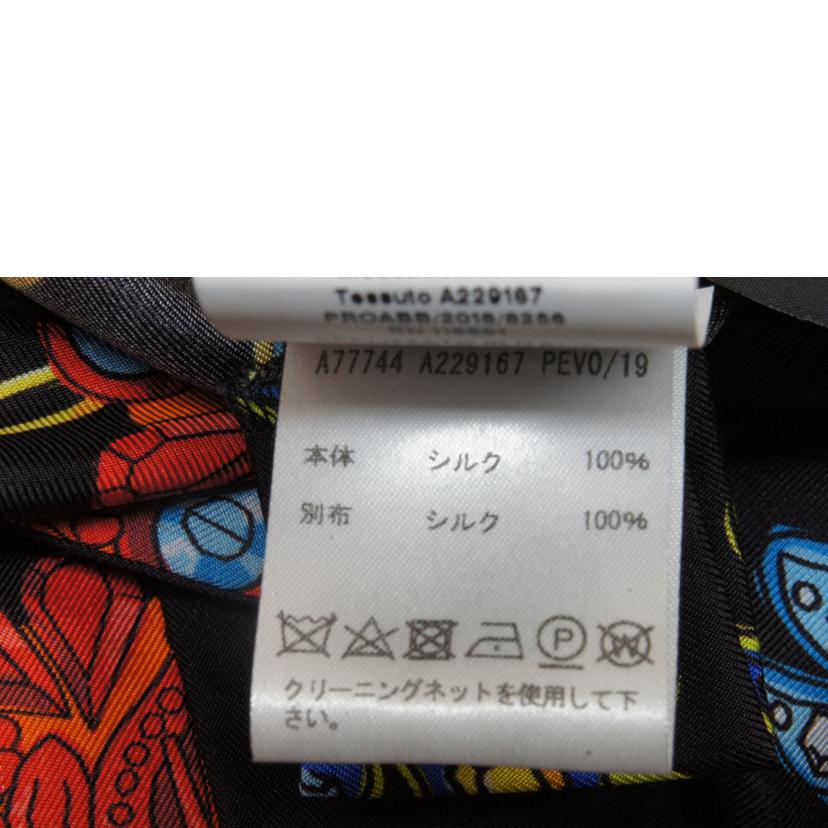 Tessuto A229167
PROABB/2018/8256
A77744 A229167 PEVO/19
本体 シルク 100%
別布 シルク 100%
P W
クリーニングネットを使用して下
さい。